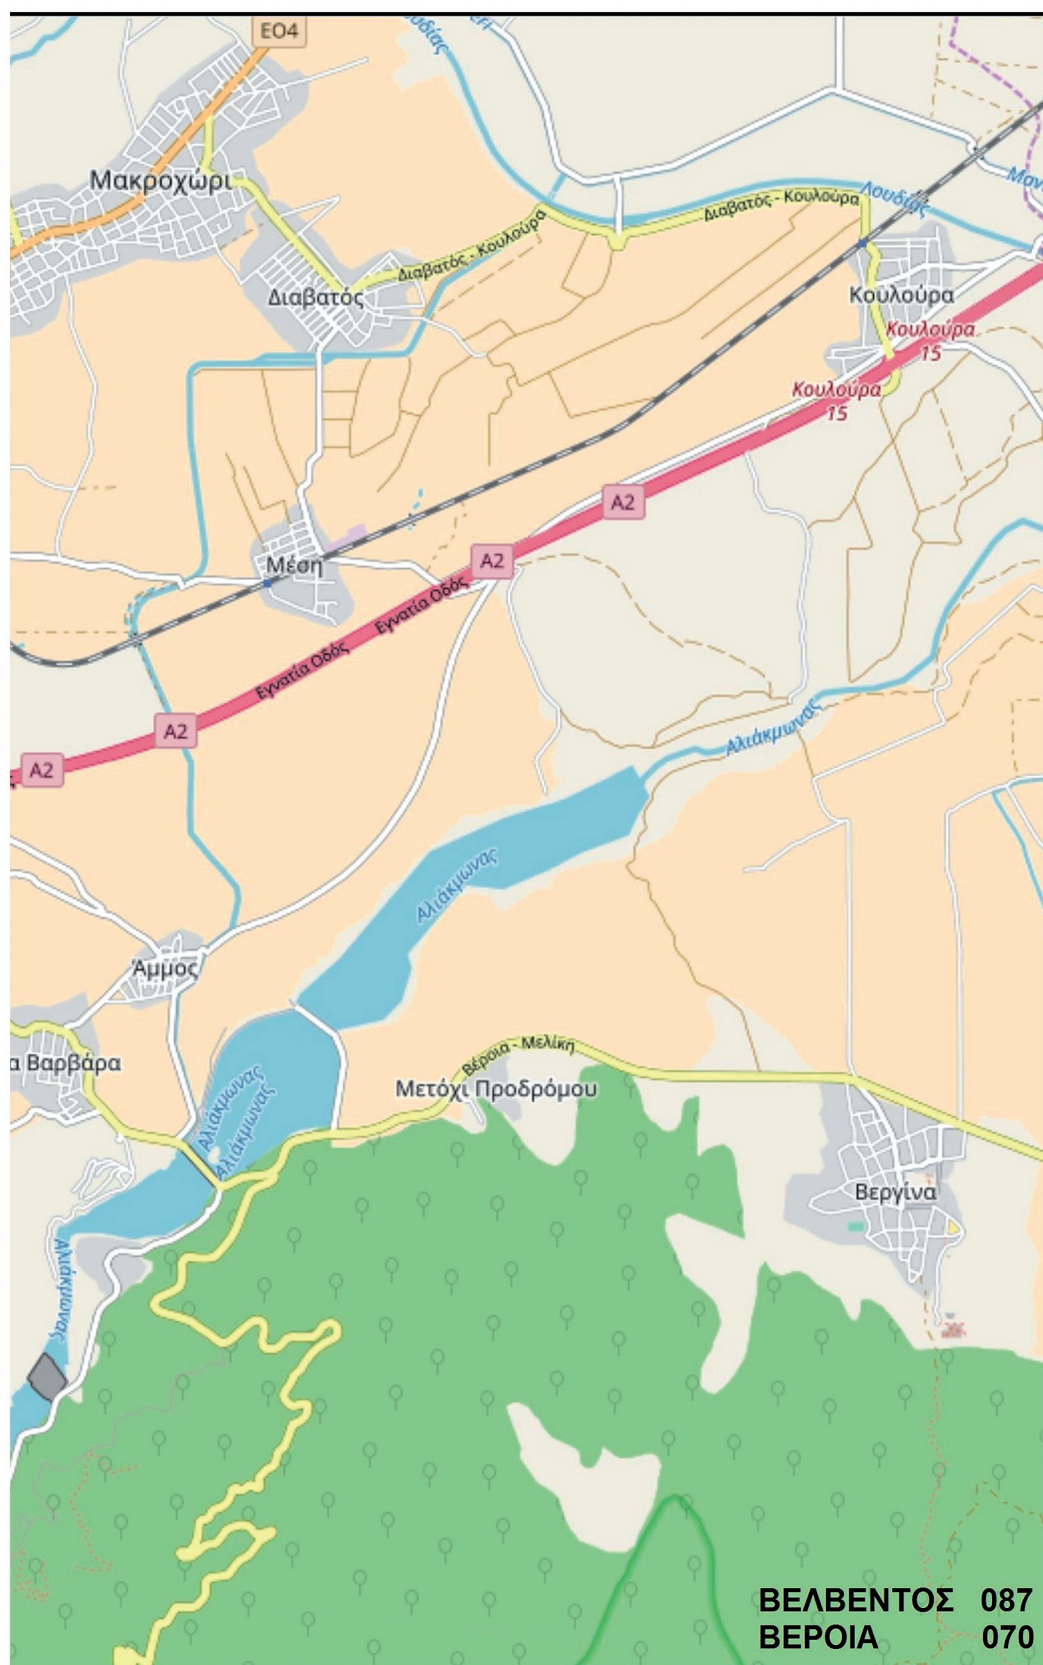 ΕΟ4
Μακροχώρι
Διαβατός - Κουλούρα
Λουδίας
Διαβατός - Κουλούρα
Διαβατός
Κουλούρα
Κουλούρα
15
Κουλούρα
15
A2
A2
Μέση
Εγνατία Οδός
Εγνατία Οδός
A2
A2
Αλιάκμωνας
Αλιάκμωνας
Άμμος
α Βαρβάρα
Βέροια - Μελίκη
Μετόχι Προδρόμου
Αλιάκμωνας
Αλιάκμωνας
Βεργίνα
Αλιάκμωνας
ΒΕΛΒΕΝΤΟΣ 087
ΒΕΡΟΙΑ 070